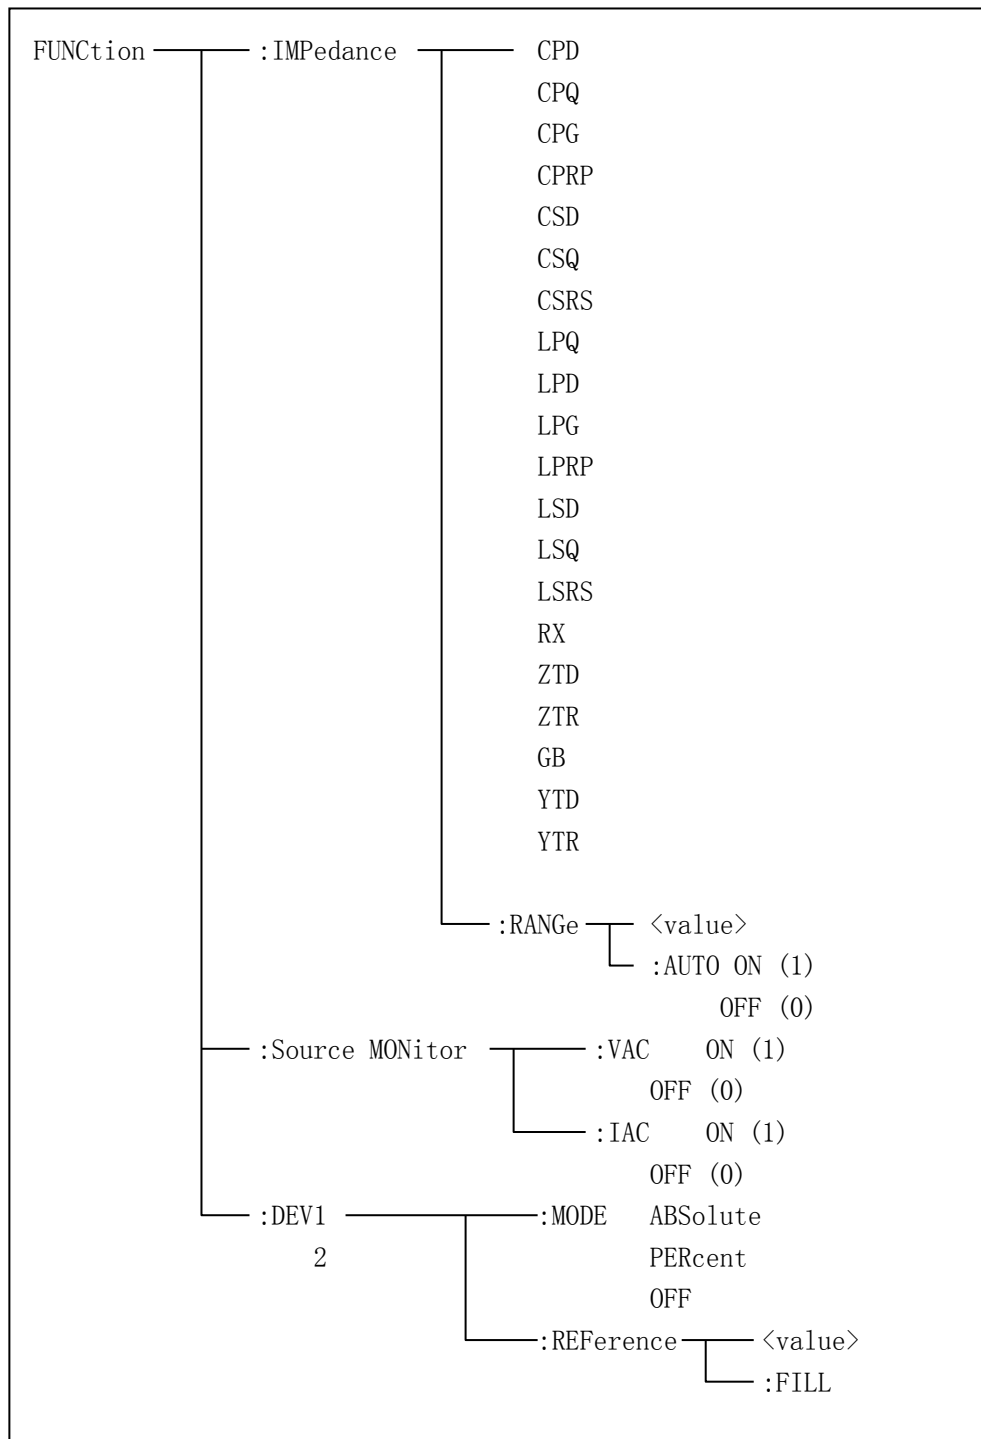 FUNCtion :IMPedance CPD
CPQ
CPG
CPRP
CSD
CSQ
CSRS
LPQ
LPD
LPG
LPRP
LSD
LSQ
LSRS
RX
ZTD
ZTR
GB
YTD
YTR
:RANGe <value>
:AUTO ON (1)
OFF (0)
:Source MONitor :VAC ON (1)
OFF (0)
:IAC ON (1)
OFF (0)
:DEV1 :MODE ABSolute
2 PERcent
OFF
:REFerence <value>
:FILL